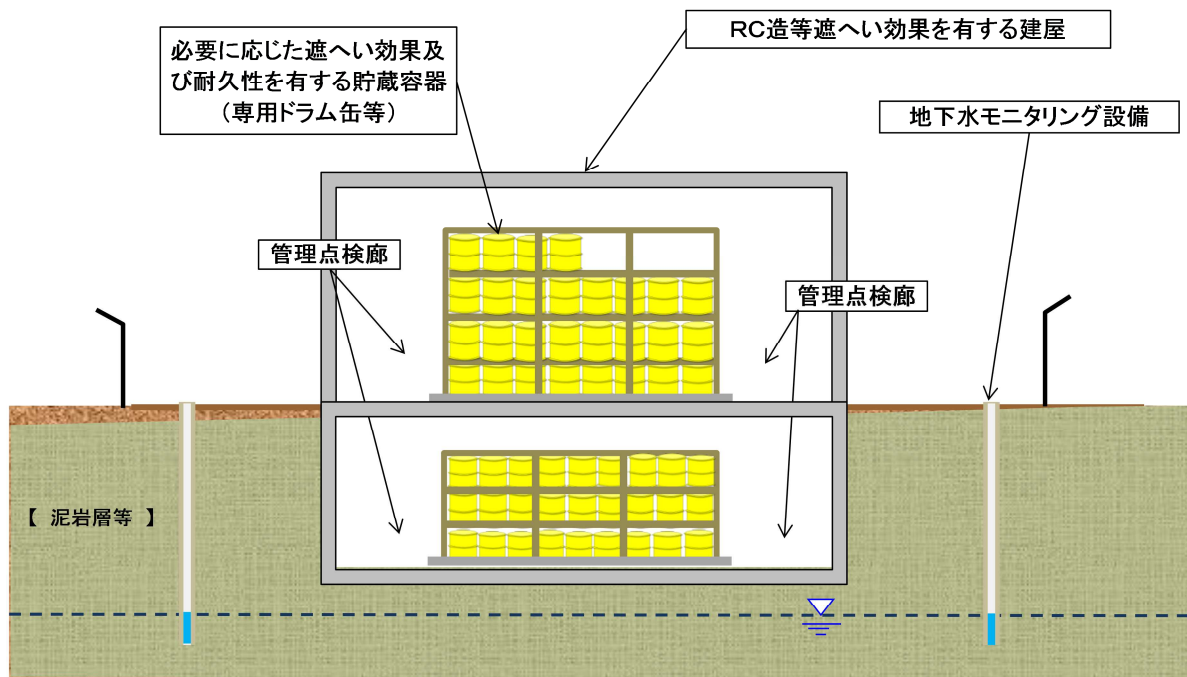 RC造等遮へい効果を有する建屋
必要に応じた遮へい効果及
び耐久性を有する貯蔵容器
（専用ドラム缶等）
地下水モニタリング設備
管理点検廊
管理点検廊
【 泥岩層等 】